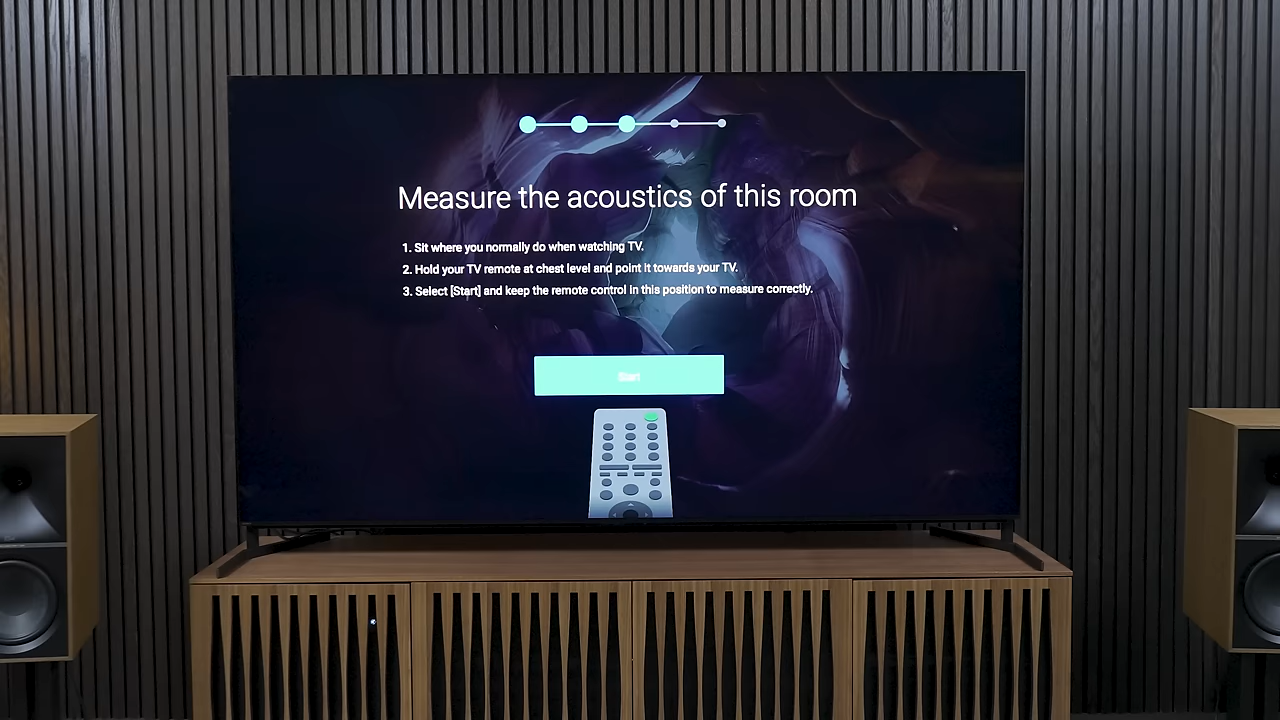 Measure the acoustics of this room
1. Sit where you normally do when watching TV.
2. Hold your TV remote at chest level and point it towards your TV.
3. Select [Start] and keep the remote control in this position to measure correctly.
Start